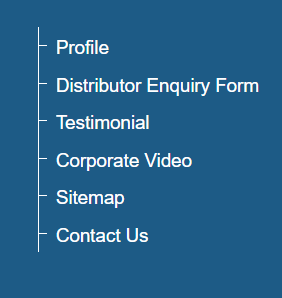 Profile
Distributor Enquiry Form
Testimonial
Corporate Video
Sitemap
Contact Us